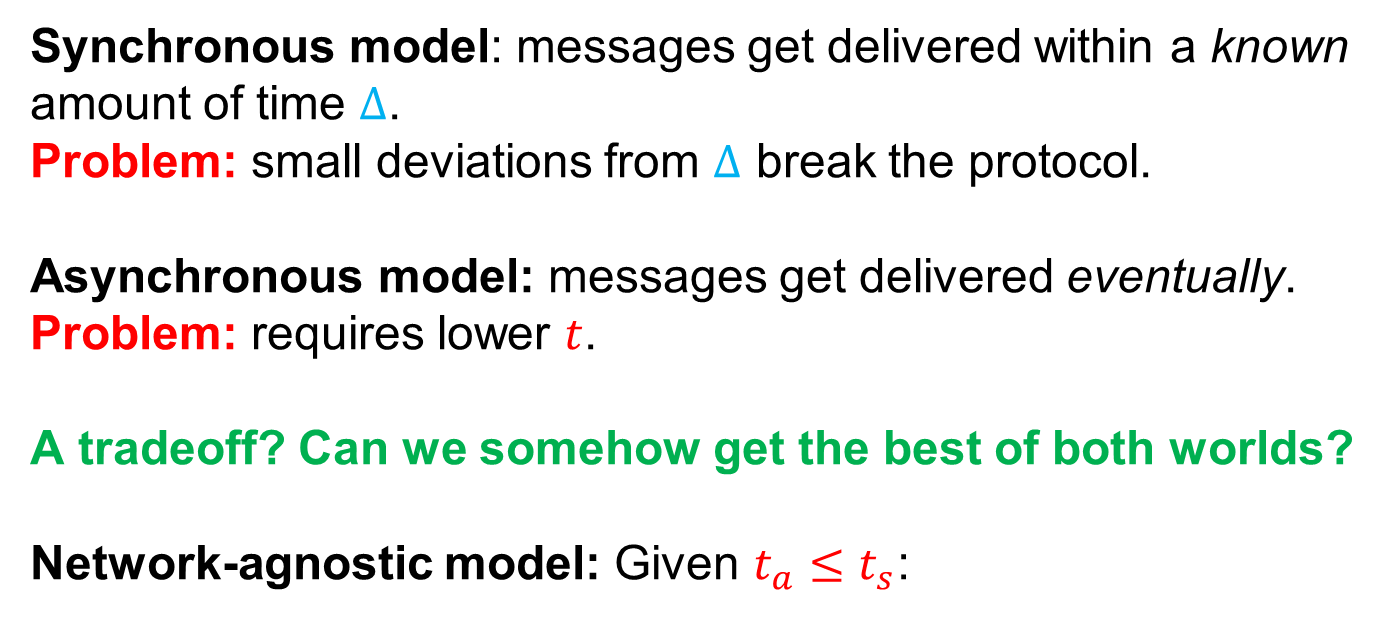 Synchronous model: messages get delivered within a known
amount of time Δ.
Problem: small deviations from Δ break the protocol.
Asynchronous model: messages get delivered eventually.
Problem: requires lower t.
A tradeoff? Can we somehow get the best of both worlds?
Network-agnostic model: Given tₐ ≤ tₛ: